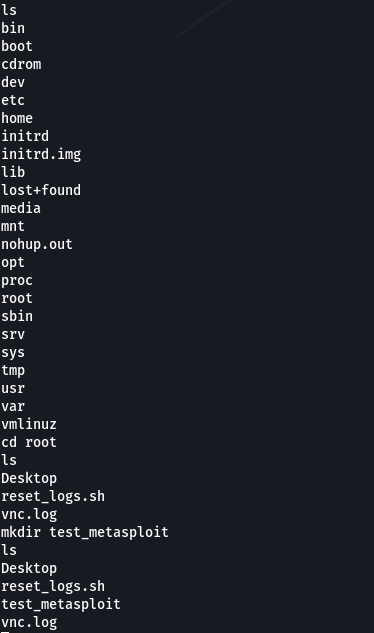 ls
bin
boot
cdrom
dev
etc
home
initrd
initrd.img
lib
lost+found
media
mnt
nohup.out
opt
proc
root
sbin
srv
sys
tmp
usr
var
vmlinuz
cd root
ls
Desktop
reset_logs.sh
vnc.log
mkdir test_metasploit
ls
Desktop
reset_logs.sh
test_metasploit
vnc.log